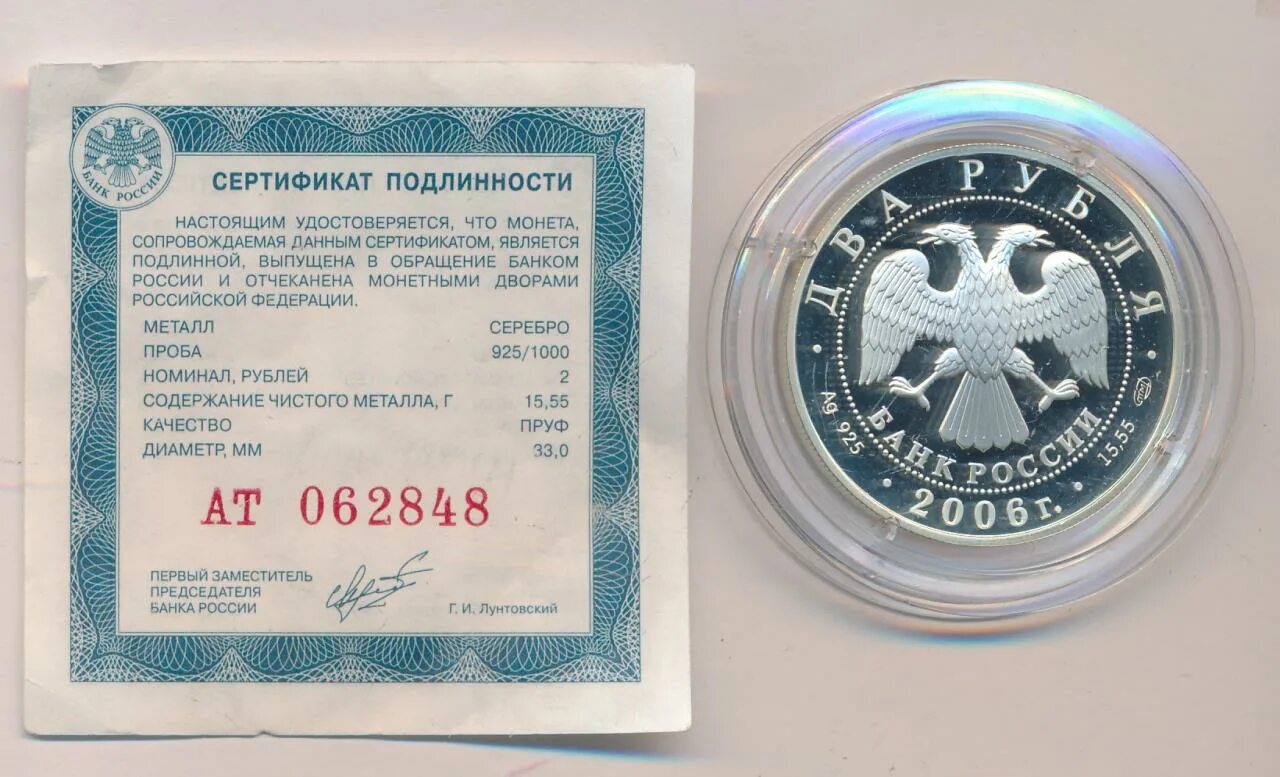 БАНК РОССИИ
СЕРТИФИКАТ ПОДЛИННОСТИ
НАСТОЯЩИМ УДОСТОВЕРЯЕТСЯ, ЧТО МОНЕТА,
СОПРОВОЖДАЕМАЯ ДАННЫМ СЕРТИФИКАТОМ, ЯВЛЯЕТСЯ
ПОДЛИННОЙ, ВЫПУЩЕНА В ОБРАЩЕНИЕ БАНКОМ
РОССИИ И ОТЧЕКАНЕНА МОНЕТНЫМИ ДВОРАМИ
РОССИЙСКОЙ ФЕДЕРАЦИИ.
МЕТАЛЛ СЕРЕБРО
ПРОБА 925/1000
НОМИНАЛ, РУБЛЕЙ 2
СОДЕРЖАНИЕ ЧИСТОГО МЕТАЛЛА, Г 15,55
КАЧЕСТВО ПРУФ
ДИАМЕТР, ММ 33,0
АТ 062848
ПЕРВЫЙ ЗАМЕСТИТЕЛЬ
ПРЕДСЕДАТЕЛЯ
БАНКА РОССИИ
Г. И. Лунтовский
ДВА РУБЛЯ
Ag 925
БАНК РОССИИ
15,55
2006 г.